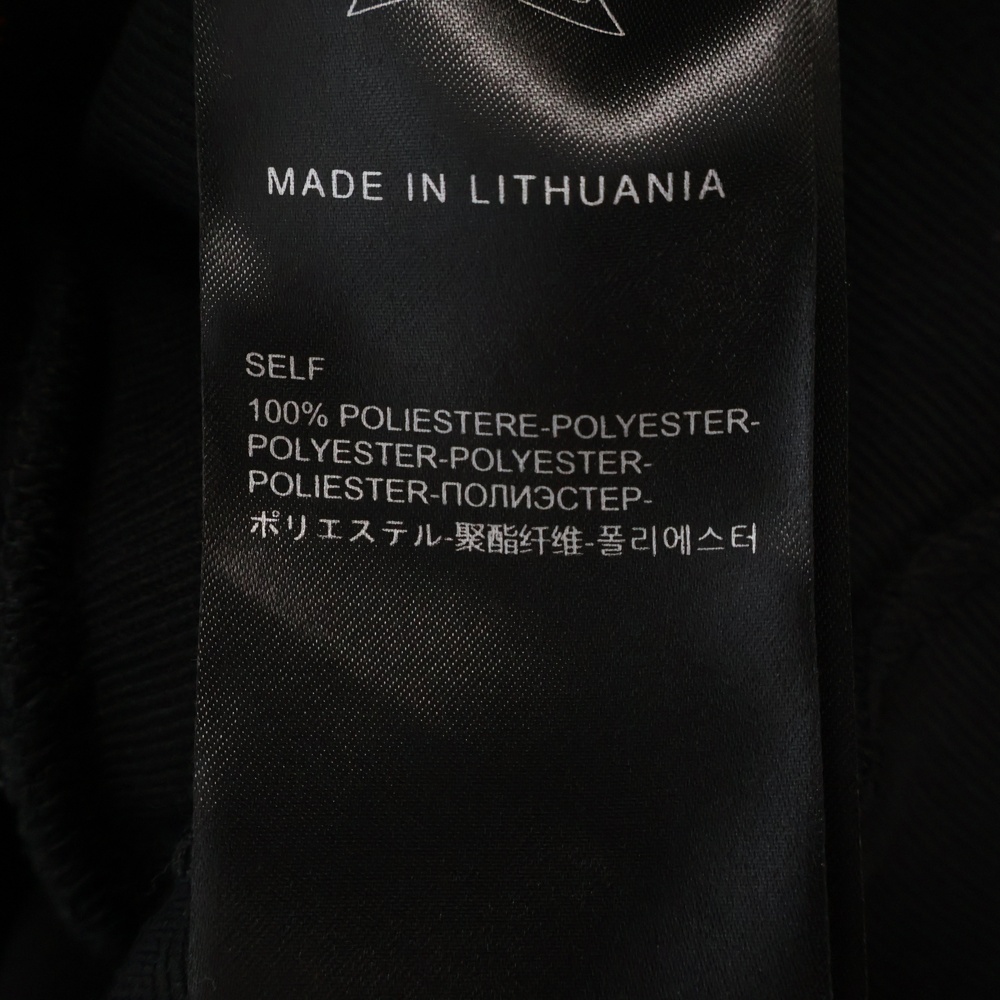 MADE IN LITHUANIA
SELF
100% POLIESTERE-POLYESTER-
POLYESTER-POLYESTER-
POLIESTER-ПОЛИЭСТЕР-
ポリエステル-聚酯纤维-폴리에스터